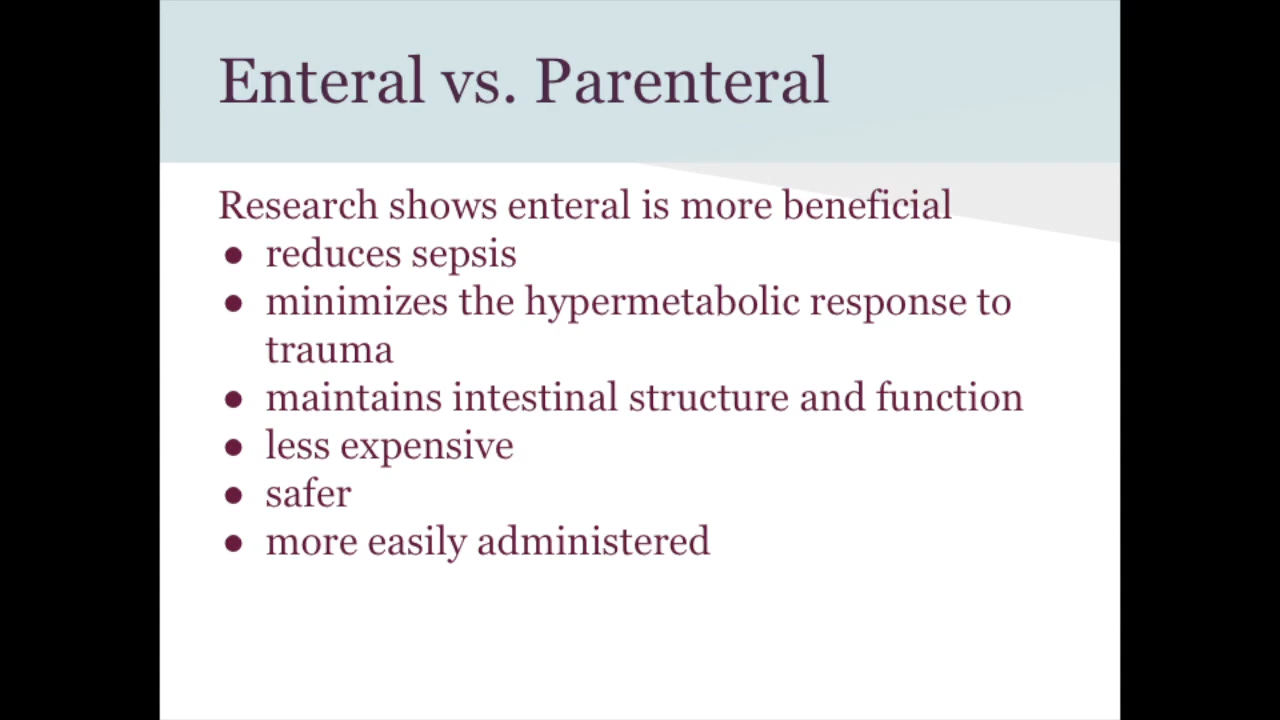 Enteral vs. Parenteral
Research shows enteral is more beneficial
● reduces sepsis
● minimizes the hypermetabolic response to
trauma
● maintains intestinal structure and function
● less expensive
● safer
● more easily administered